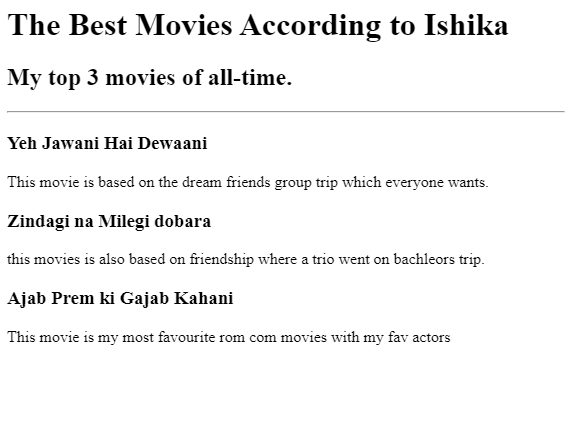 The Best Movies According to Ishika
My top 3 movies of all-time.
Yeh Jawani Hai Dewaani
This movie is based on the dream friends group trip which everyone wants.
Zindagi na Milegi dobara
this movies is also based on friendship where a trio went on bachleors trip.
Ajab Prem ki Gajab Kahani
This movie is my most favourite rom com movies with my fav actors